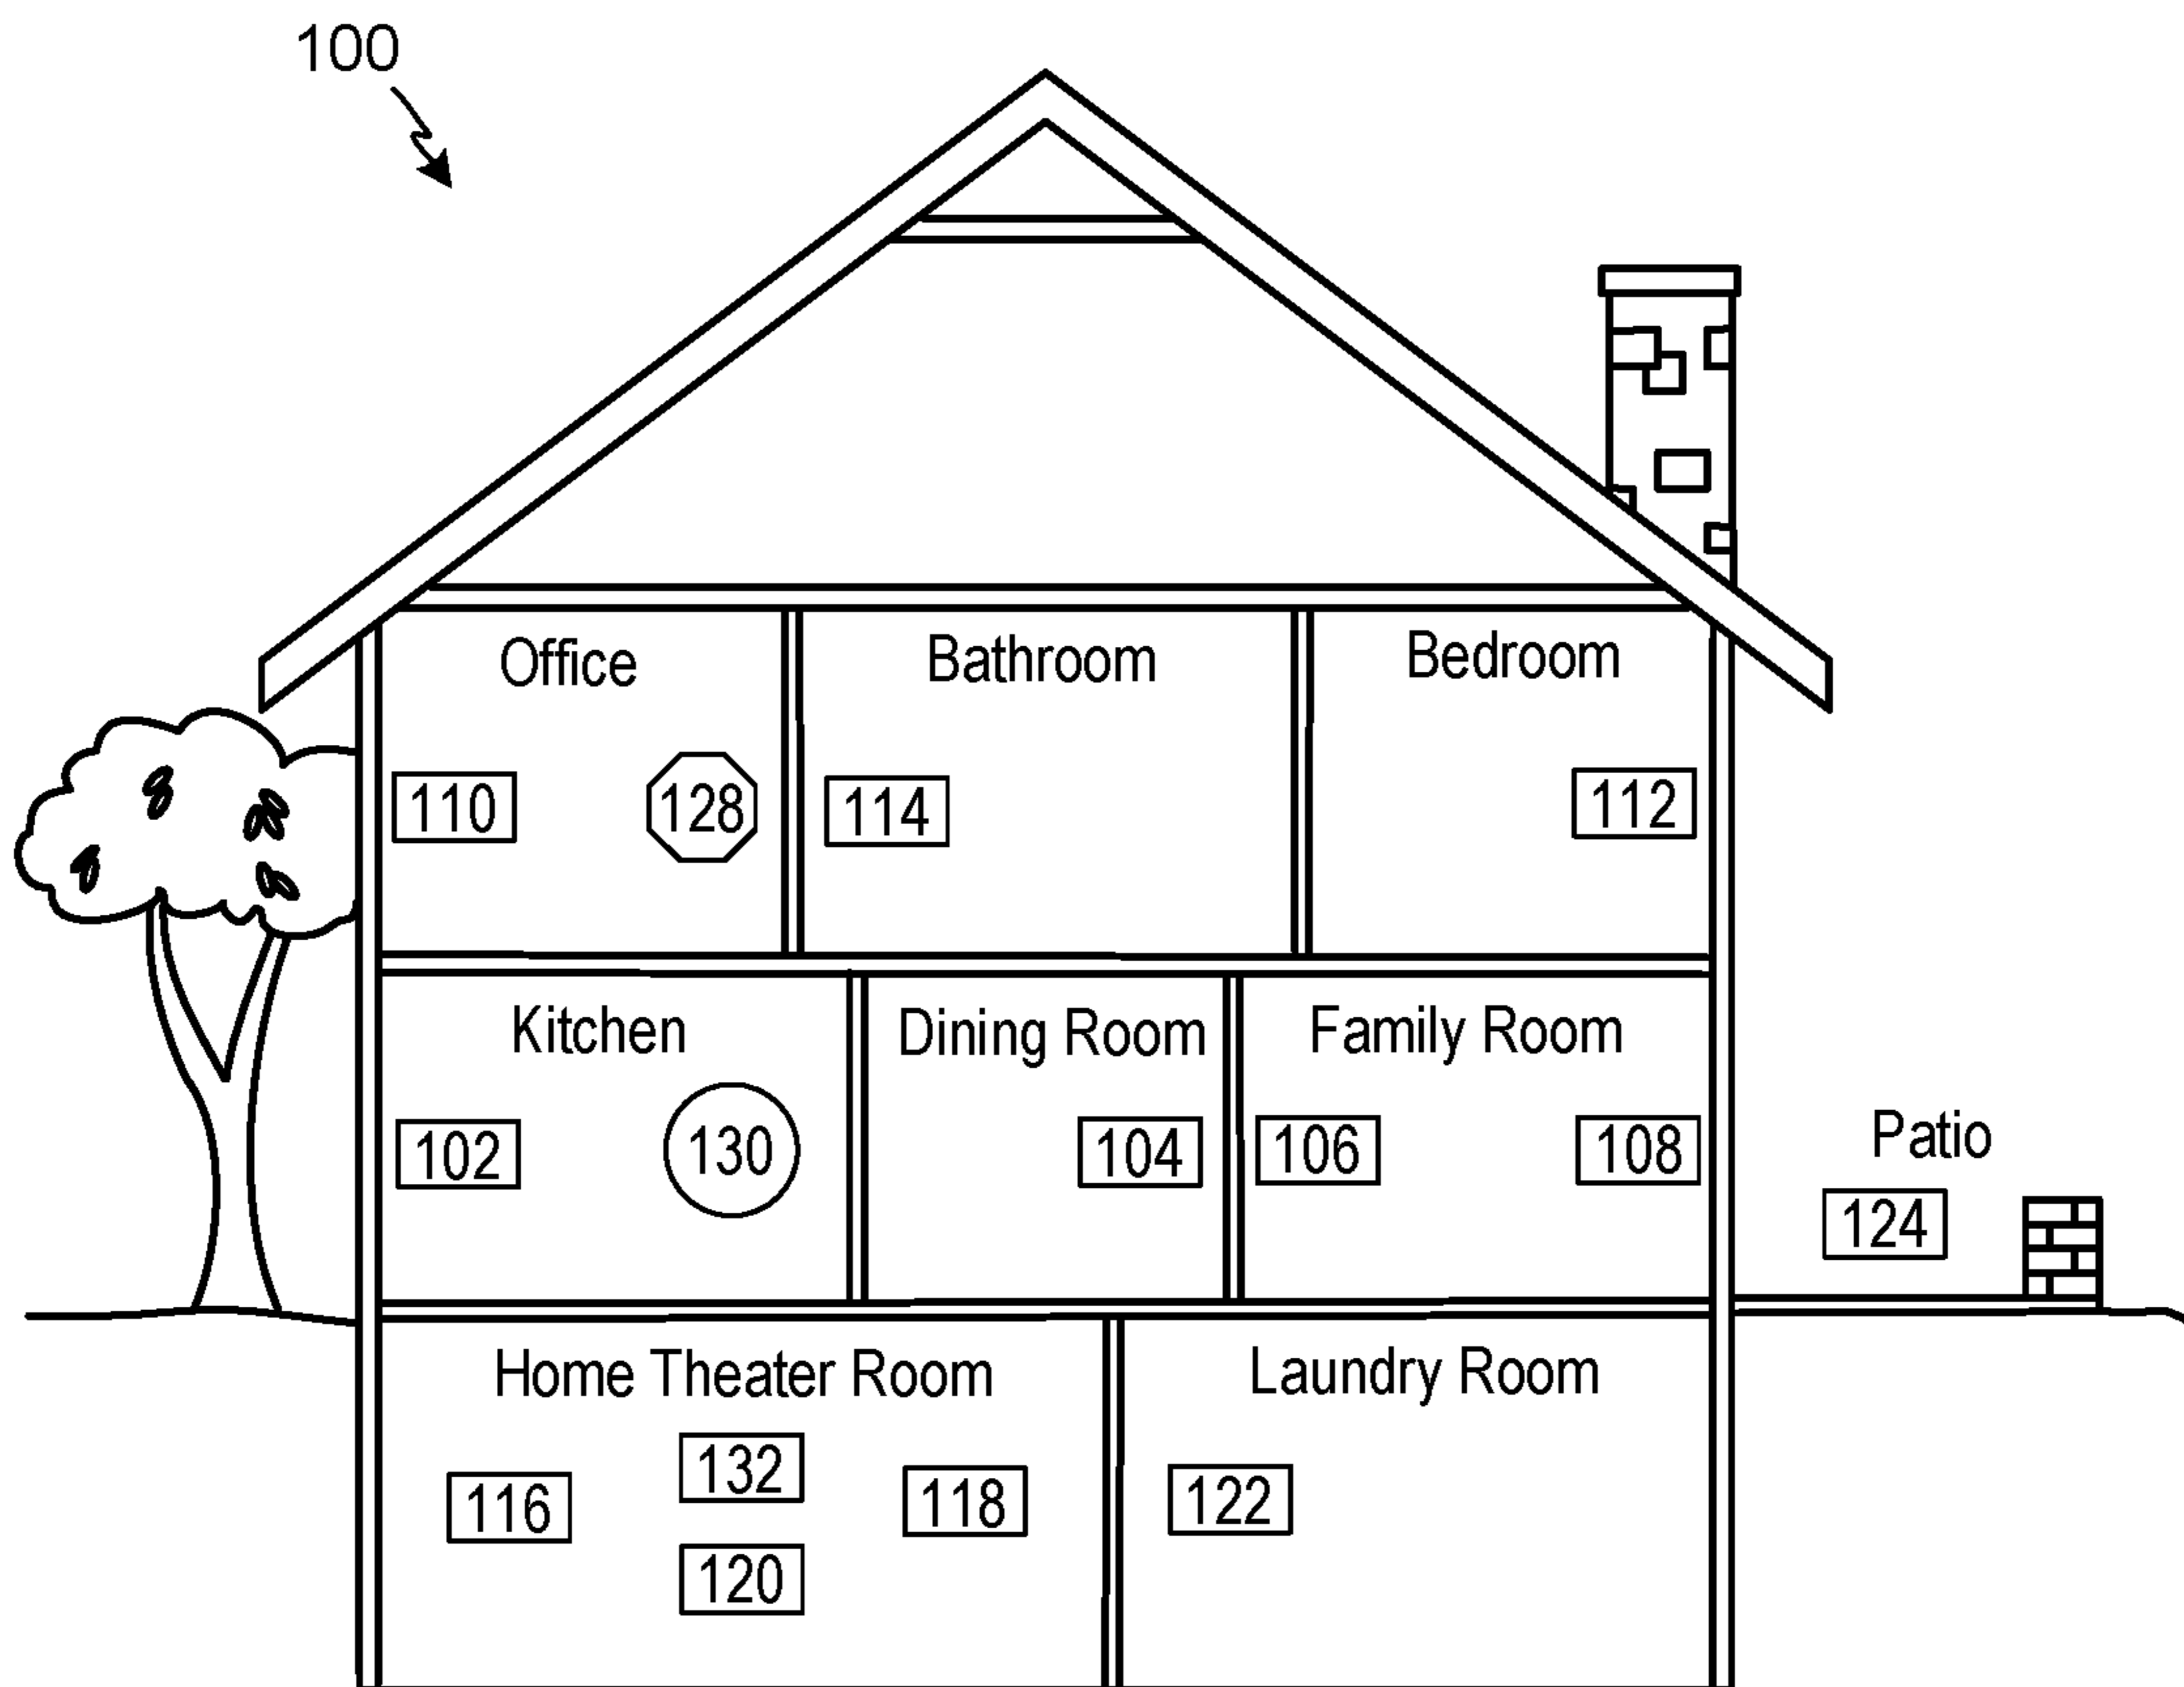 100
Office
Bathroom
Bedroom
110
128
114
112
Kitchen
Dining Room
Family Room
102
130
104
106
108
Patio
124
Home Theater Room
Laundry Room
116
132
118
120
122